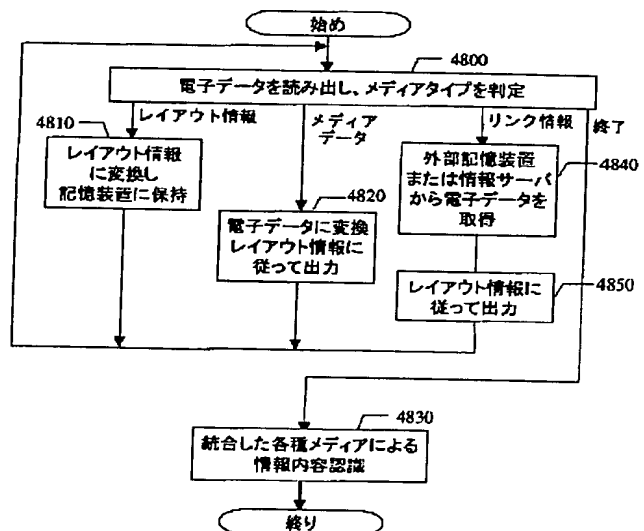 始め
4800
電子データを読み出し、メディアタイプを判定
レイアウト情報
メディア
データ
リンク情報
終了
4810
レイアウト情報
に変換し
記憶装置に保持
4820
電子データに変換
レイアウト情報に
従って出力
外部記憶装置
または情報サーバ
から電子データを
取得
4840
レイアウト情報に
従って出力
4850
4830
統合した各種メディアによる
情報内容認識
終り